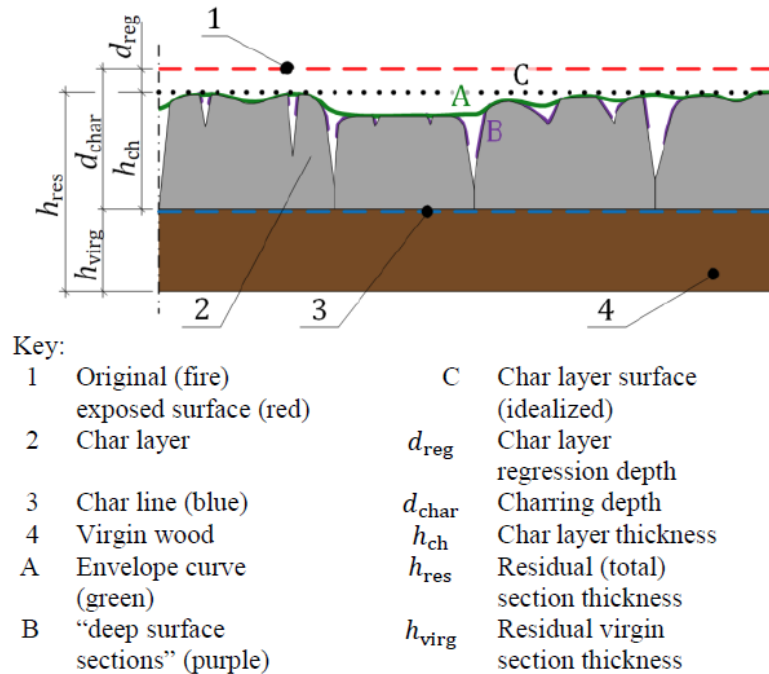 1
d_reg
C
A
B
d_char
h_ch
h_res
h_virg
2
3
4
Key:
1 Original (fire) exposed surface (red)
C Char layer surface (idealized)
2 Char layer
d_reg Char layer regression depth
3 Char line (blue)
d_char Charring depth
4 Virgin wood
h_ch Char layer thickness
A Envelope curve (green)
h_res Residual (total) section thickness
B “deep surface sections” (purple)
h_virg Residual virgin section thickness